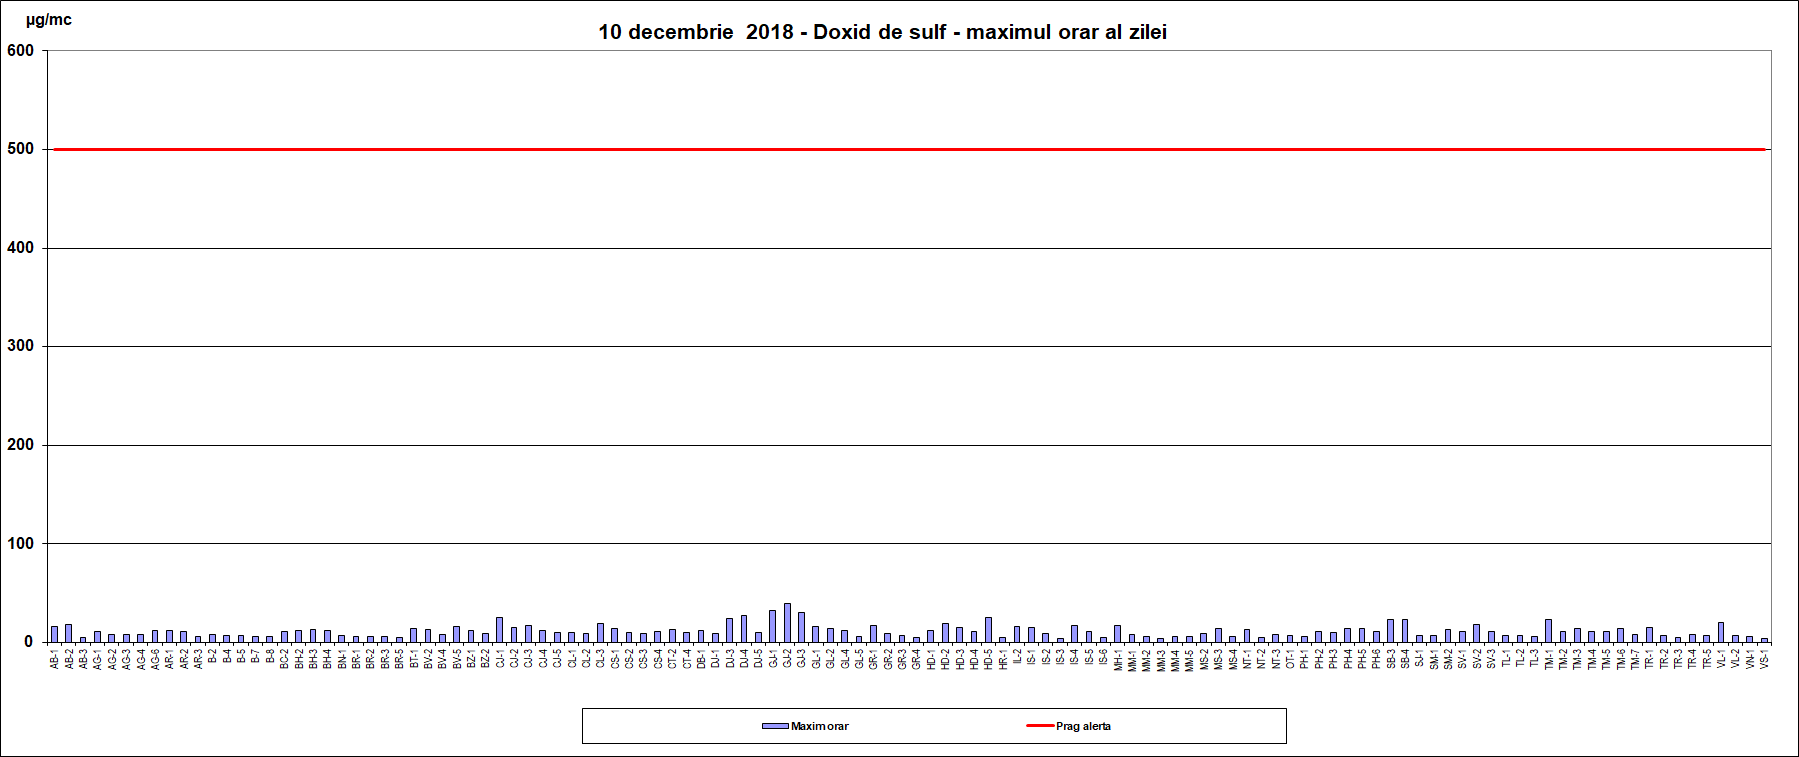 µg/mc
10 decembrie  2018 - Doxid de sulf - maximul orar al zilei
600
500
400
300
200
100
0
AB-1 AB-2 AB-3 AG-1 AG-2 AG-3 AG-4 AG-6 AR-1 AR-2 AR-3 B-2 B-4 B-5 B-7 B-8 BC-2 BH-2 BH-3 BH-4 BN-1 BR-1 BR-2 BR-3 BR-5 BT-1 BV-2 BV-4 BV-5 BZ-1 BZ-2 CJ-1 CJ-2 CJ-3 CJ-4 CJ-5 CL-1 CL-2 CL-3 CS-1 CS-2 CS-3 CS-4 CT-2 CT-4 DB-1 DJ-1 DJ-3 DJ-4 DJ-5 GJ-1 GJ-2 GJ-3 GL-1 GL-2 GL-4 GL-5 GR-1 GR-2 GR-3 GR-4 HD-1 HD-2 HD-3 HD-4 HD-5 HR-1 IL-2 IS-1 IS-2 IS-3 IS-4 IS-5 IS-6 MH-1 MM-1 MM-2 MM-3 MM-4 MM-5 MS-2 MS-3 MS-4 NT-1 NT-2 NT-3 OT-1 PH-1 PH-2 PH-3 PH-4 PH-5 PH-6 SB-3 SB-4 SJ-1 SM-1 SM-2 SV-1 SV-2 SV-3 TL-1 TL-2 TL-3 TM-1 TM-2 TM-3 TM-4 TM-5 TM-6 TM-7 TR-1 TR-2 TR-3 TR-4 TR-5 VL-1 VL-2 VN-1 VS-1
Maxim orar
Prag alerta